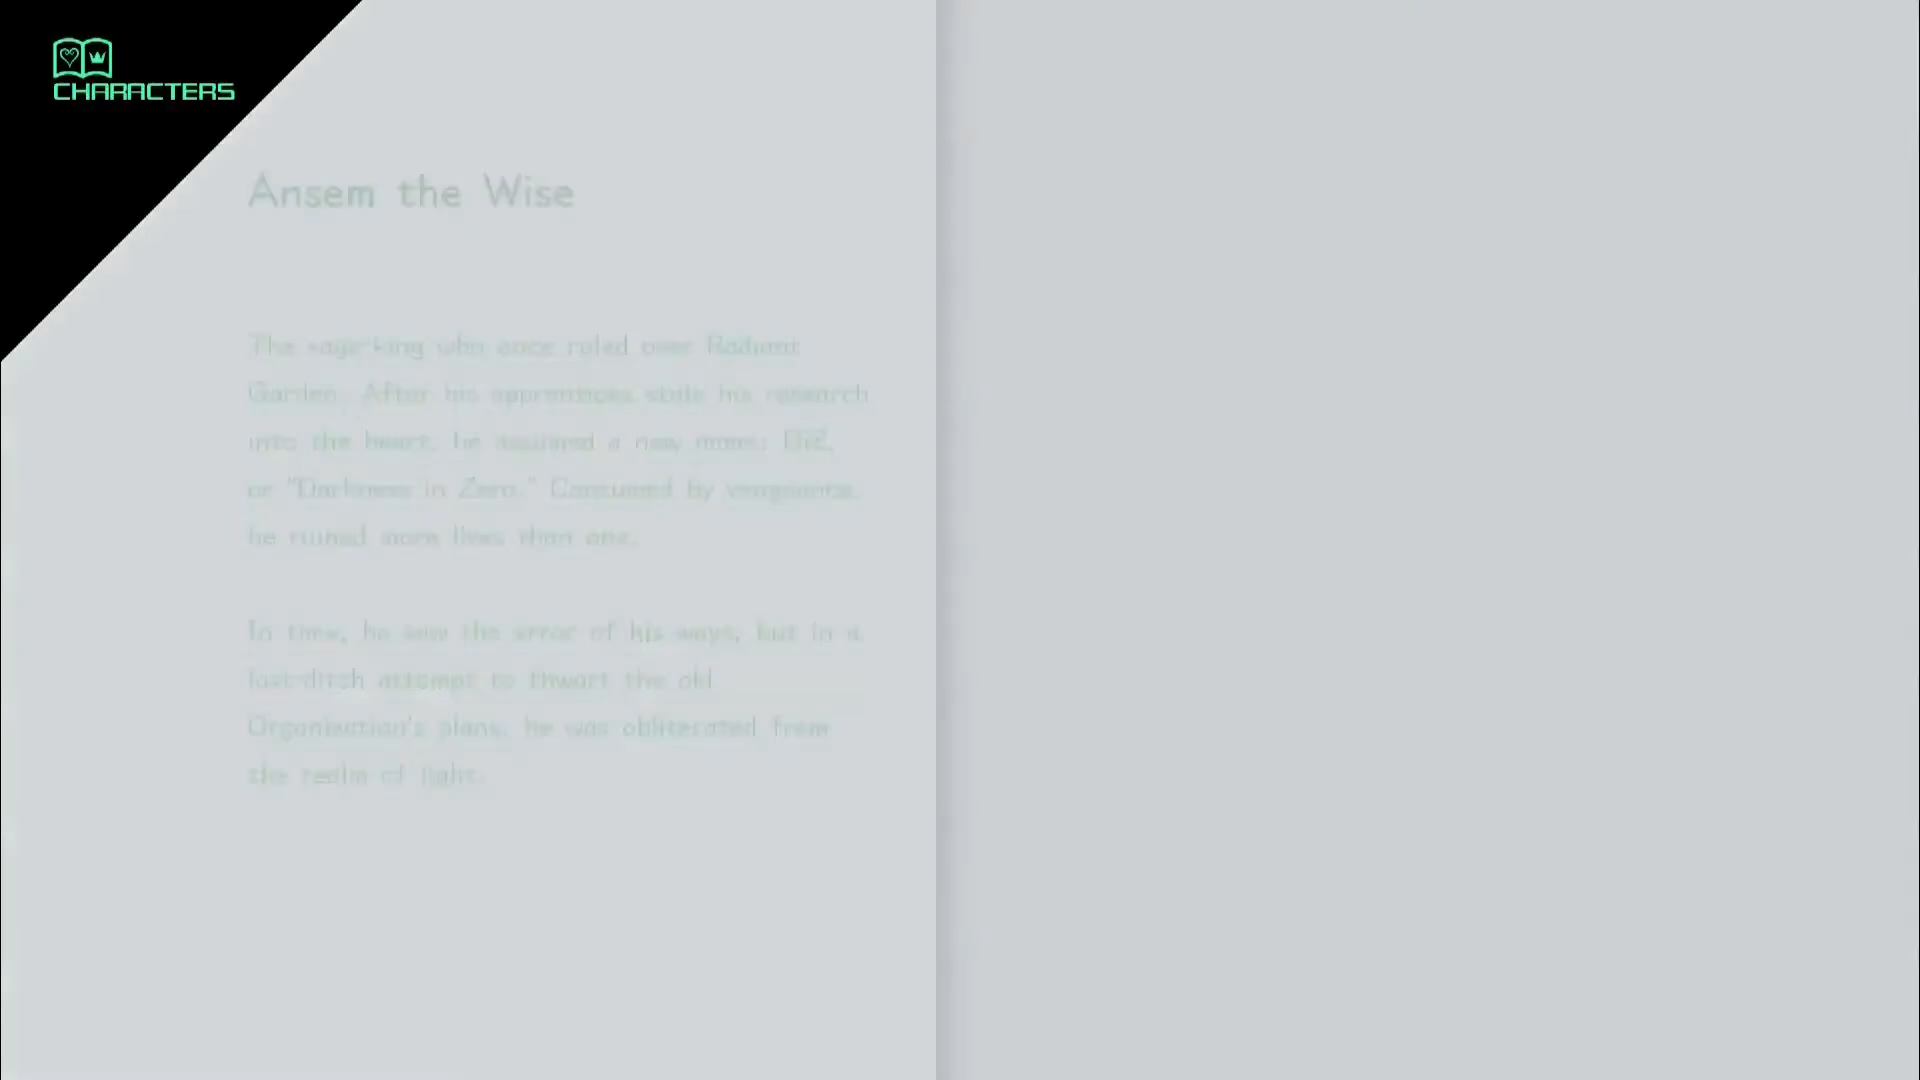 CHARACTERS
Ansem the Wise
The sage-king who once ruled over Radiant
Garden. After his apprentices stole his research
into the heart, he assumed a new name: DiZ,
or "Darkness in Zero." Consumed by vengeance,
he ruined more lives than one.
In time, he saw the error of his ways, but in a
last-ditch attempt to thwart the old
Organization's plans, he was obliterated from
the realm of light.